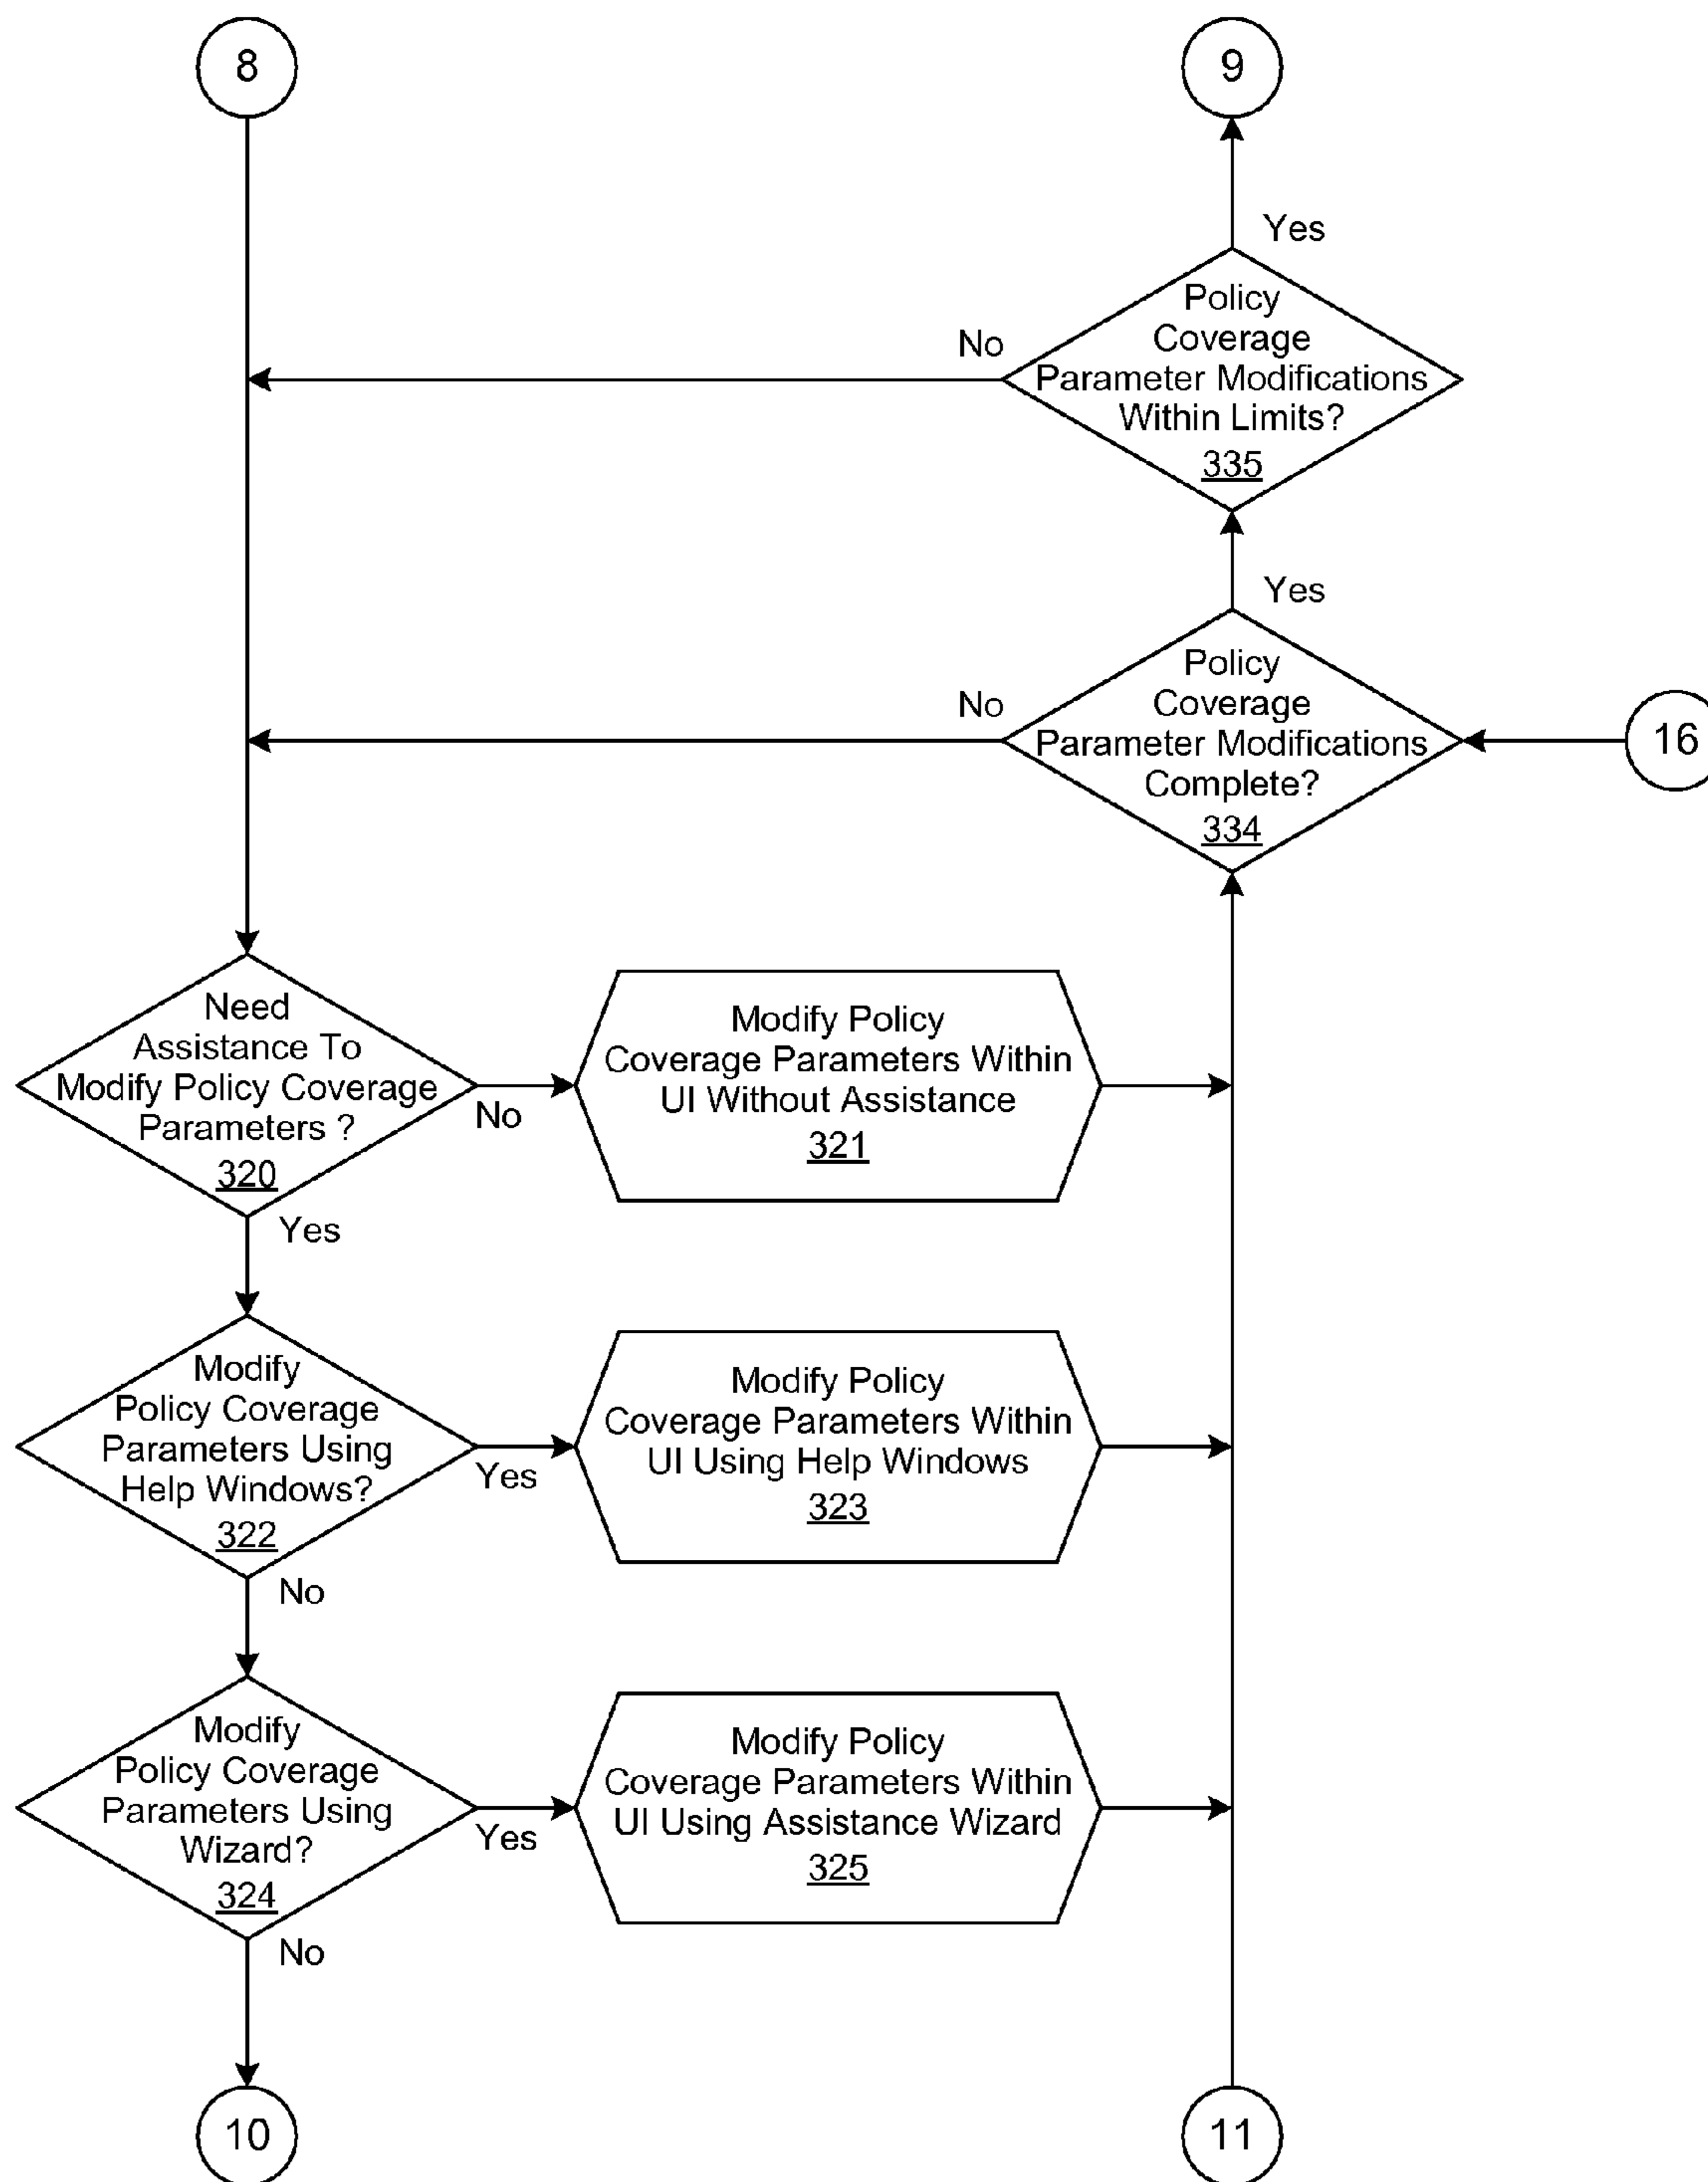 8
9
Yes
Policy
Coverage
Parameter Modifications
Within Limits?
335
No
Yes
Policy
Coverage
Parameter Modifications
Complete?
334
No
16
Need
Assistance To
Modify Policy Coverage
Parameters ?
320
No
Modify Policy
Coverage Parameters Within
UI Without Assistance
321
Yes
Modify
Policy Coverage
Parameters Using
Help Windows?
322
Yes
Modify Policy
Coverage Parameters Within
UI Using Help Windows
323
No
Modify
Policy Coverage
Parameters Using
Wizard?
324
Yes
Modify Policy
Coverage Parameters Within
UI Using Assistance Wizard
325
No
10
11